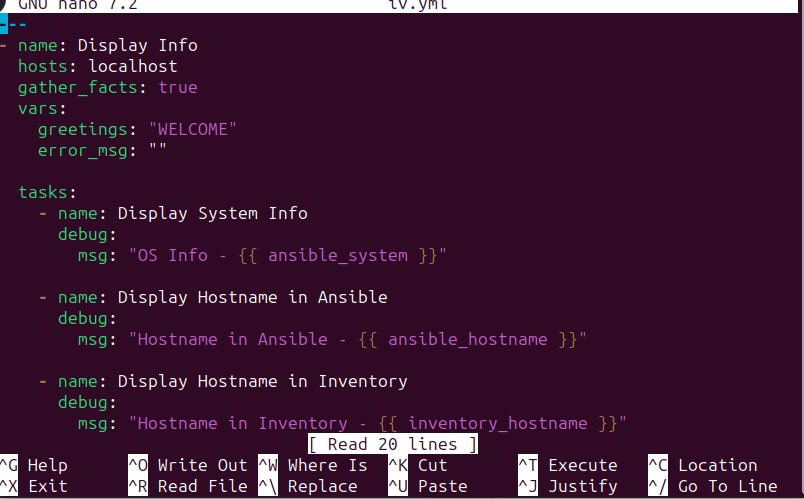 GNU nano 7.2 iv.yml
---
- name: Display Info
  hosts: localhost
  gather_facts: true
  vars:
    greetings: "WELCOME"
    error_msg: ""
  tasks:
    - name: Display System Info
      debug:
        msg: "OS Info - {{ ansible_system }}"
    - name: Display Hostname in Ansible
      debug:
        msg: "Hostname in Ansible - {{ ansible_hostname }}"
    - name: Display Hostname in Inventory
      debug:
        msg: "Hostname in Inventory - {{ inventory_hostname }}"
[ Read 20 lines ]
^G Help ^O Write Out ^W Where Is ^K Cut ^T Execute ^C Location
^X Exit ^R Read File ^\ Replace ^U Paste ^J Justify ^/ Go To Line